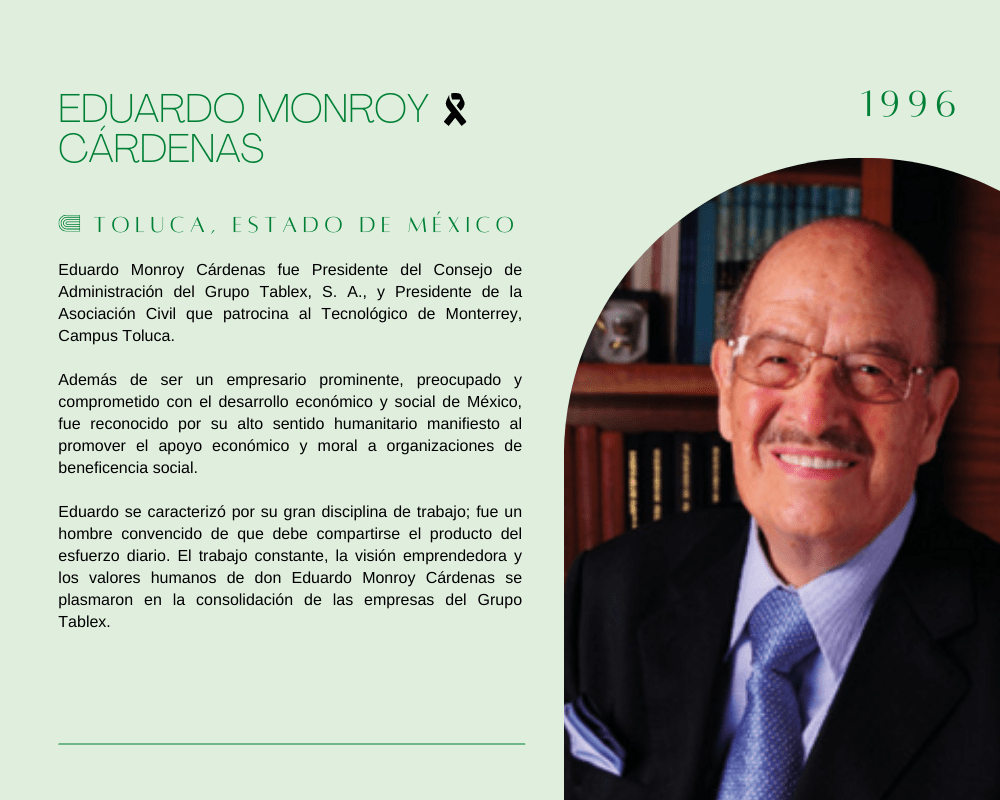 EDUARDO MONROY
CÁRDENAS
1996
TOLUCA, ESTADO DE MÉXICO
Eduardo Monroy Cárdenas fue Presidente del Consejo de
Administración del Grupo Tablex, S. A., y Presidente de la
Asociación Civil que patrocina al Tecnológico de Monterrey,
Campus Toluca.
Además de ser un empresario prominente, preocupado y
comprometido con el desarrollo económico y social de México,
fue reconocido por su alto sentido humanitario manifiesto al
promover el apoyo económico y moral a organizaciones de
beneficencia social.
Eduardo se caracterizó por su gran disciplina de trabajo; fue un
hombre convencido de que debe compartirse el producto del
esfuerzo diario. El trabajo constante, la visión emprendedora y
los valores humanos de don Eduardo Monroy Cárdenas se
plasmaron en la consolidación de las empresas del Grupo
Tablex.